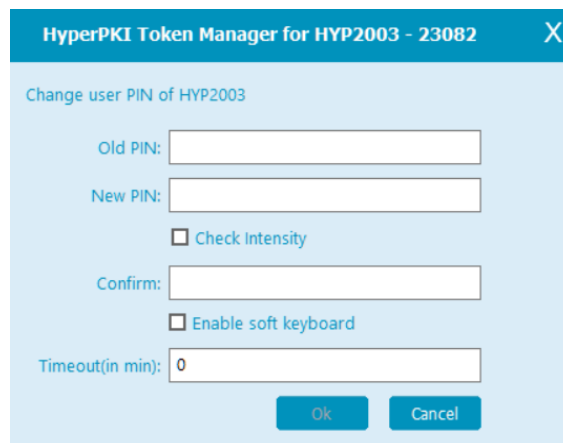 HyperPKI Token Manager for HYP2003 - 23082 X
Change user PIN of HYP2003
Old PIN:
New PIN:
Check Intensity
Confirm:
Enable soft keyboard
Timeout(in min): 0
Ok Cancel